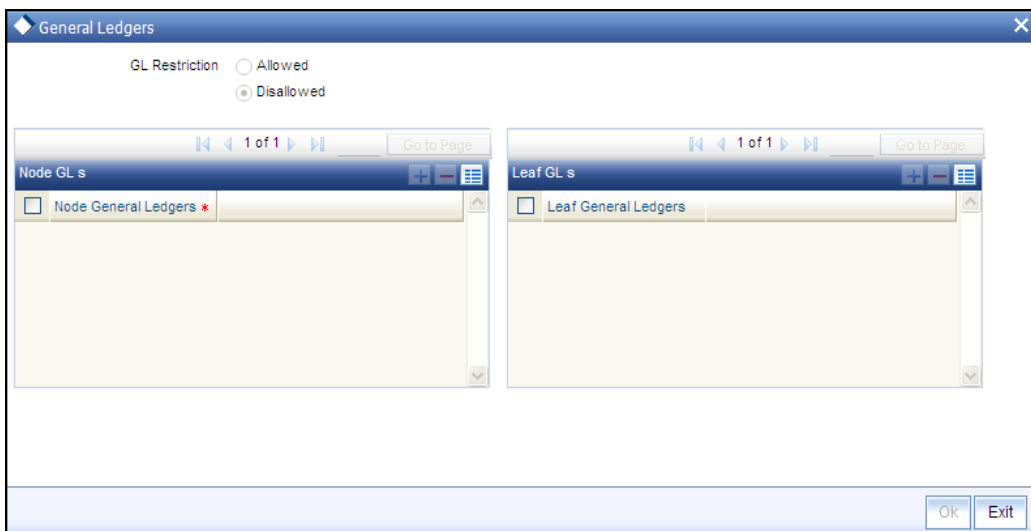 General Ledgers
GL Restriction Allowed
Disallowed
1 of 1 Go to Page
Node GL s
Node General Ledgers *
1 of 1 Go to Page
Leaf GL s
Leaf General Ledgers
Ok Exit